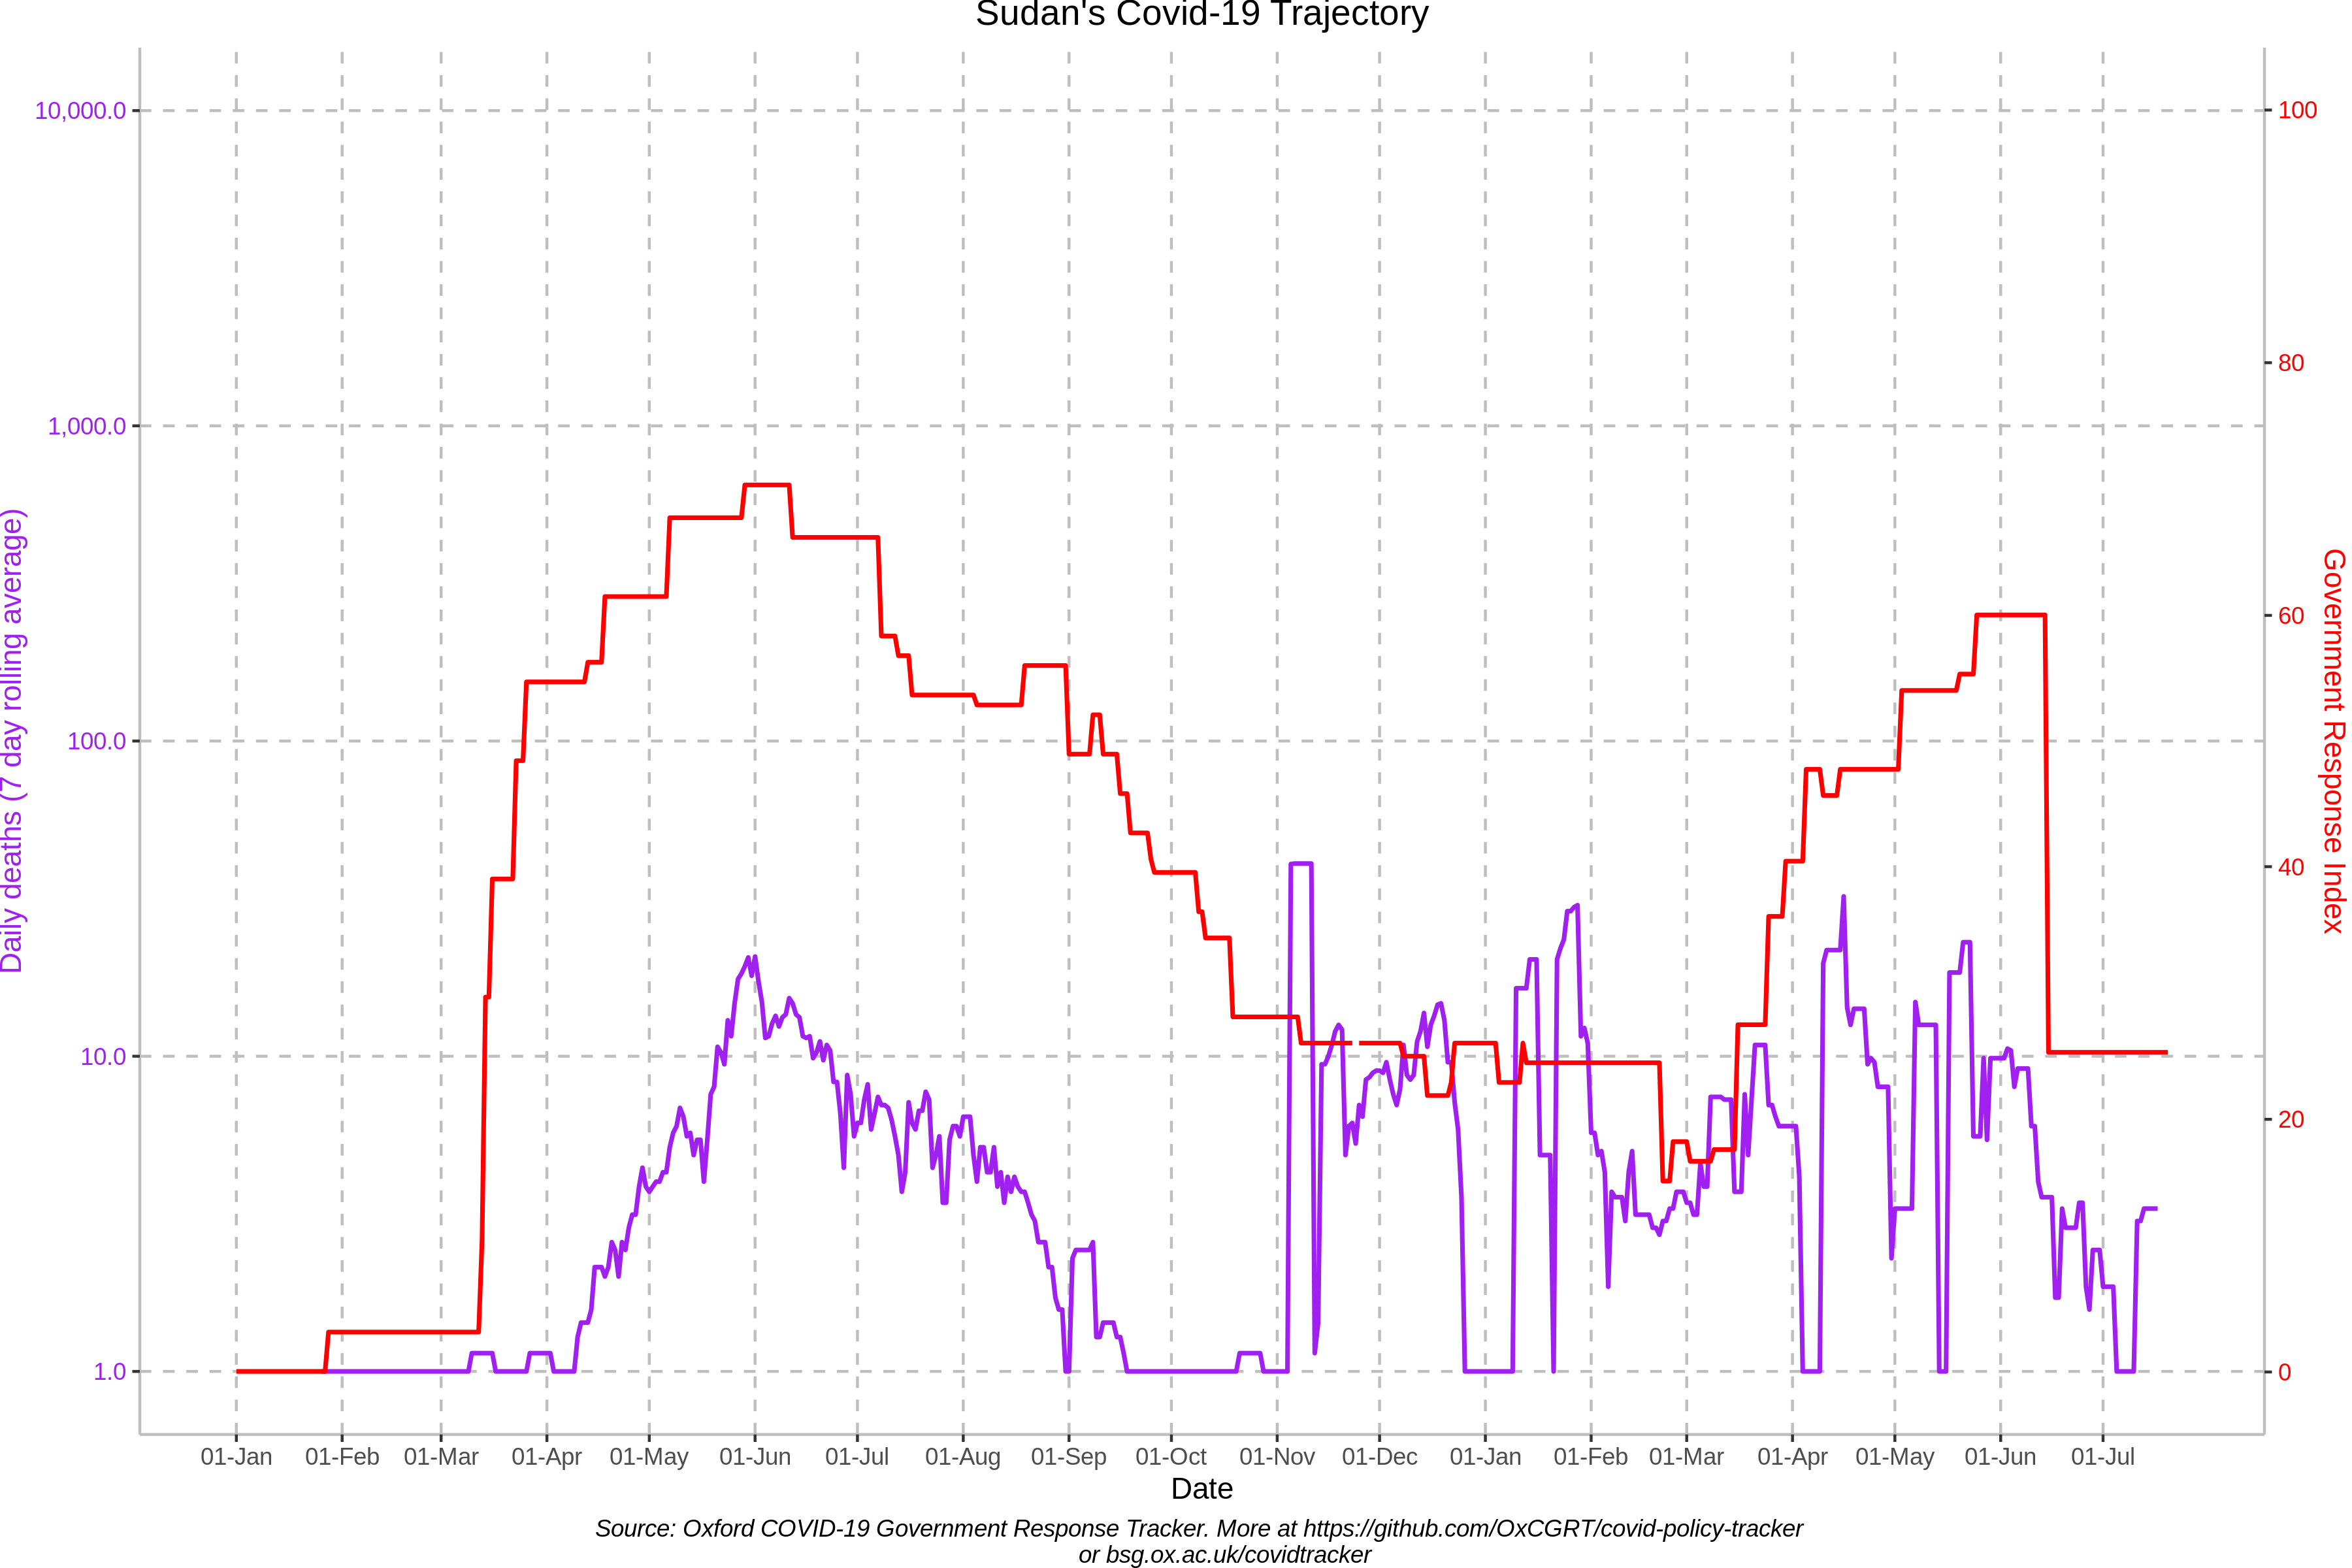 Sudan's Covid-19 Trajectory
10,000.0
1,000.0
100.0
10.0
1.0
Daily deaths (7 day rolling average)
100
80
60
40
20
0
Government Response Index
01-Jan 01-Feb 01-Mar 01-Apr 01-May 01-Jun 01-Jul 01-Aug 01-Sep 01-Oct 01-Nov 01-Dec 01-Jan 01-Feb 01-Mar 01-Apr 01-May 01-Jun 01-Jul
Date
Source: Oxford COVID-19 Government Response Tracker. More at https://github.com/OxCGRT/covid-policy-tracker
or bsg.ox.ac.uk/covidtracker